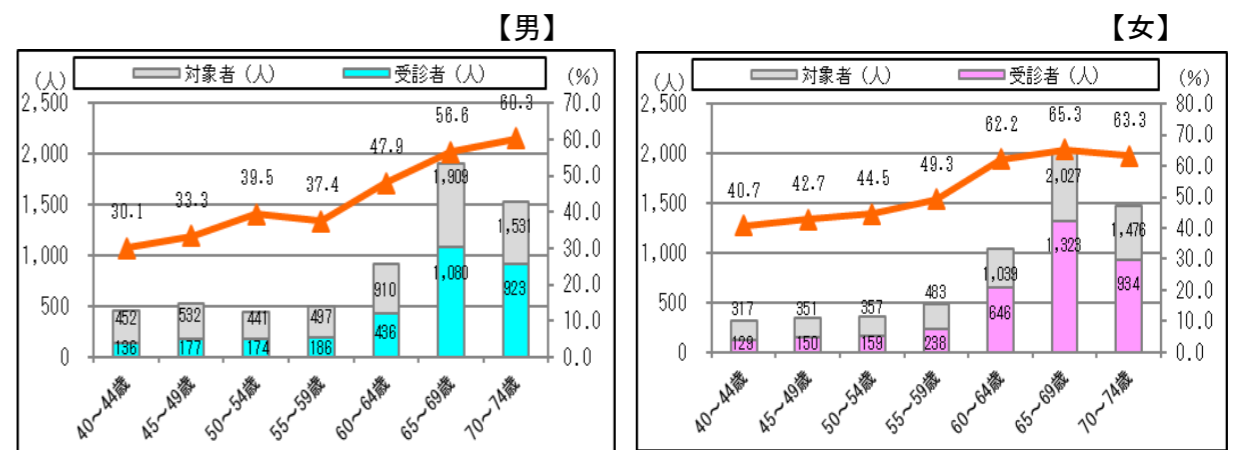 【男】
対象者（人） 受診者（人）
（人） （%）
2,500 2,000 1,500 1,000 500 0
70.0 60.0 50.0 40.0 30.0 20.0 10.0 0.0
30.1 33.3 39.5 37.4 47.9 56.6 60.3
452 532 441 497 910 1,909 1,531
136 177 174 186 436 1,080 923
40～44歳 45～49歳 50～54歳 55～59歳 60～64歳 65～69歳 70～74歳
【女】
対象者（人） 受診者（人）
（人） （%）
2,500 2,000 1,500 1,000 500 0
80.0 70.0 60.0 50.0 40.0 30.0 20.0 10.0 0.0
40.7 42.7 44.5 49.3 62.2 65.3 63.3
317 351 357 483 1,039 2,027 1,476
129 150 159 238 646 1,323 934
40～44歳 45～49歳 50～54歳 55～59歳 60～64歳 65～69歳 70～74歳